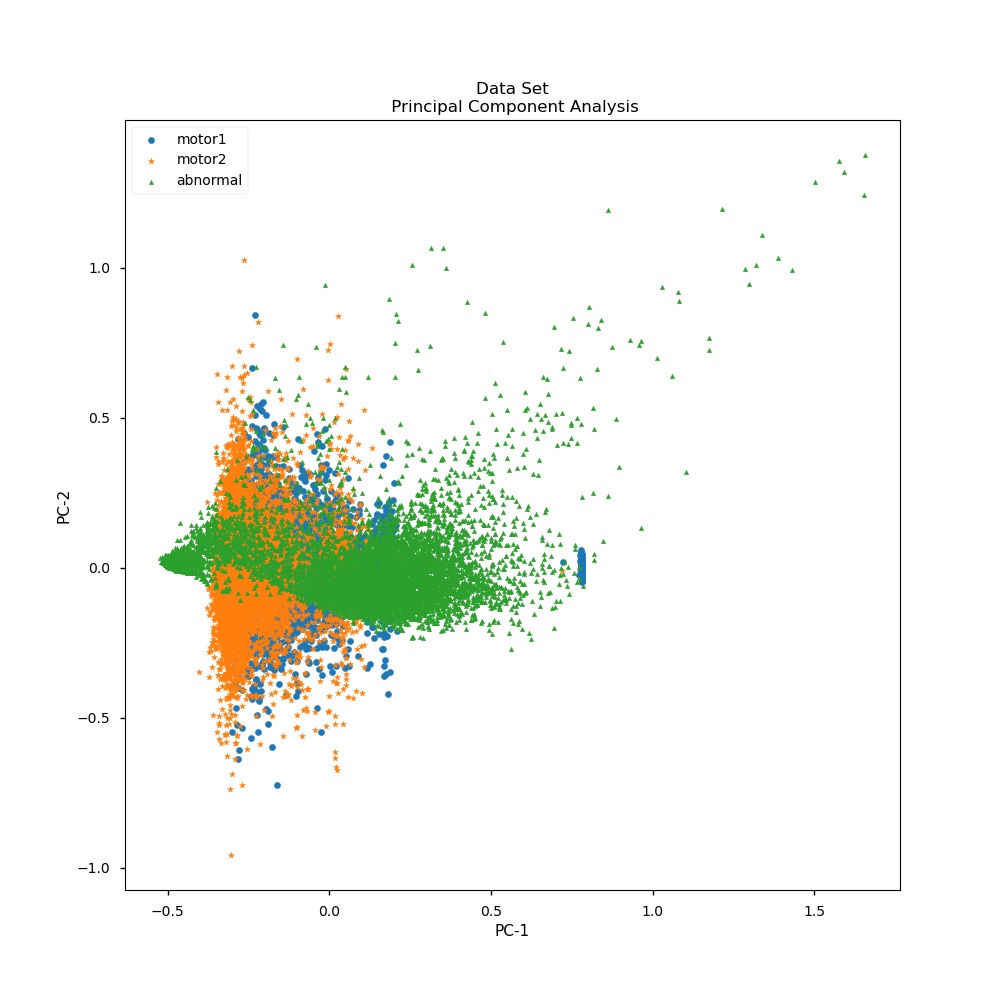 Data Set
Principal Component Analysis
motor1
motor2
abnormal
1.0
0.5
0.0
−0.5
−1.0
PC-2
−0.5
0.0
0.5
1.0
1.5
PC-1